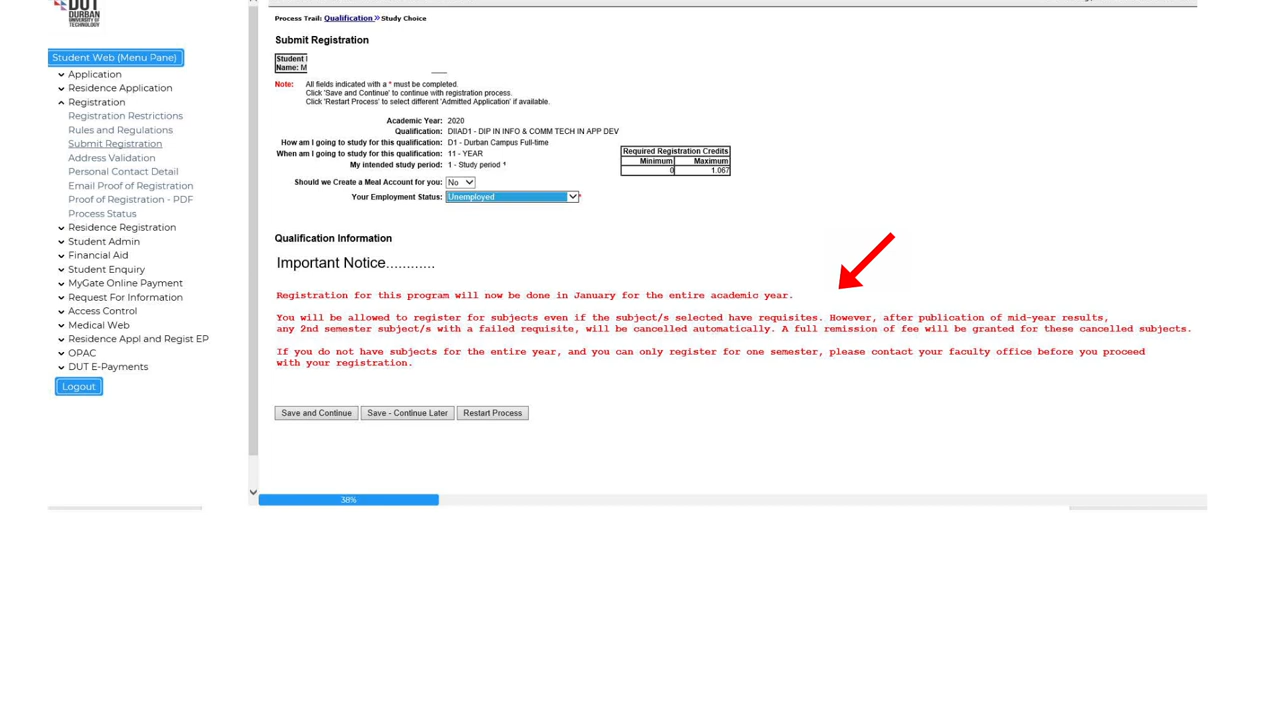 DUT
DURBAN
UNIVERSITY OF
TECHNOLOGY
Student Web (Menu Pane)
Application
Residence Application
Registration
Registration Restrictions
Rules and Regulations
Submit Registration
Address Validation
Personal Contact Detail
Email Proof of Registration
Proof of Registration - PDF
Process Status
Residence Registration
Student Admin
Financial Aid
Student Enquiry
MyGate Online Payment
Request For Information
Access Control
Medical Web
Residence Appl and Regist EP
OPAC
DUT E-Payments
Logout
Process Trail: Qualification » Study Choice
Submit Registration
Student
Name: M
Note: All fields indicated with a * must be completed.
Click 'Save and Continue' to continue with registration process.
Click 'Restart Process' to select different 'Admitted Application' if available.
Academic Year: 2020
Qualification: DIIAD1 - DIP IN INFO & COMM TECH IN APP DEV
How am I going to study for this qualification: D1 - Durban Campus Full-time
When am I going to study for this qualification: 11 - YEAR
My intended study period: 1 - Study period 1
Required Registration Credits
Minimum Maximum
0 1.067
Should we Create a Meal Account for you: No
Your Employment Status: Unemployed *
Qualification Information
Important Notice............
Registration for this program will now be done in January for the entire academic year.
You will be allowed to register for subjects even if the subject/s selected have requisites. However, after publication of mid-year results,
any 2nd semester subject/s with a failed requisite, will be cancelled automatically. A full remission of fee will be granted for these cancelled subjects.
If you do not have subjects for the entire year, and you can only register for one semester, please contact your faculty office before you proceed
with your registration.
Save and Continue Save - Continue Later Restart Process
38%